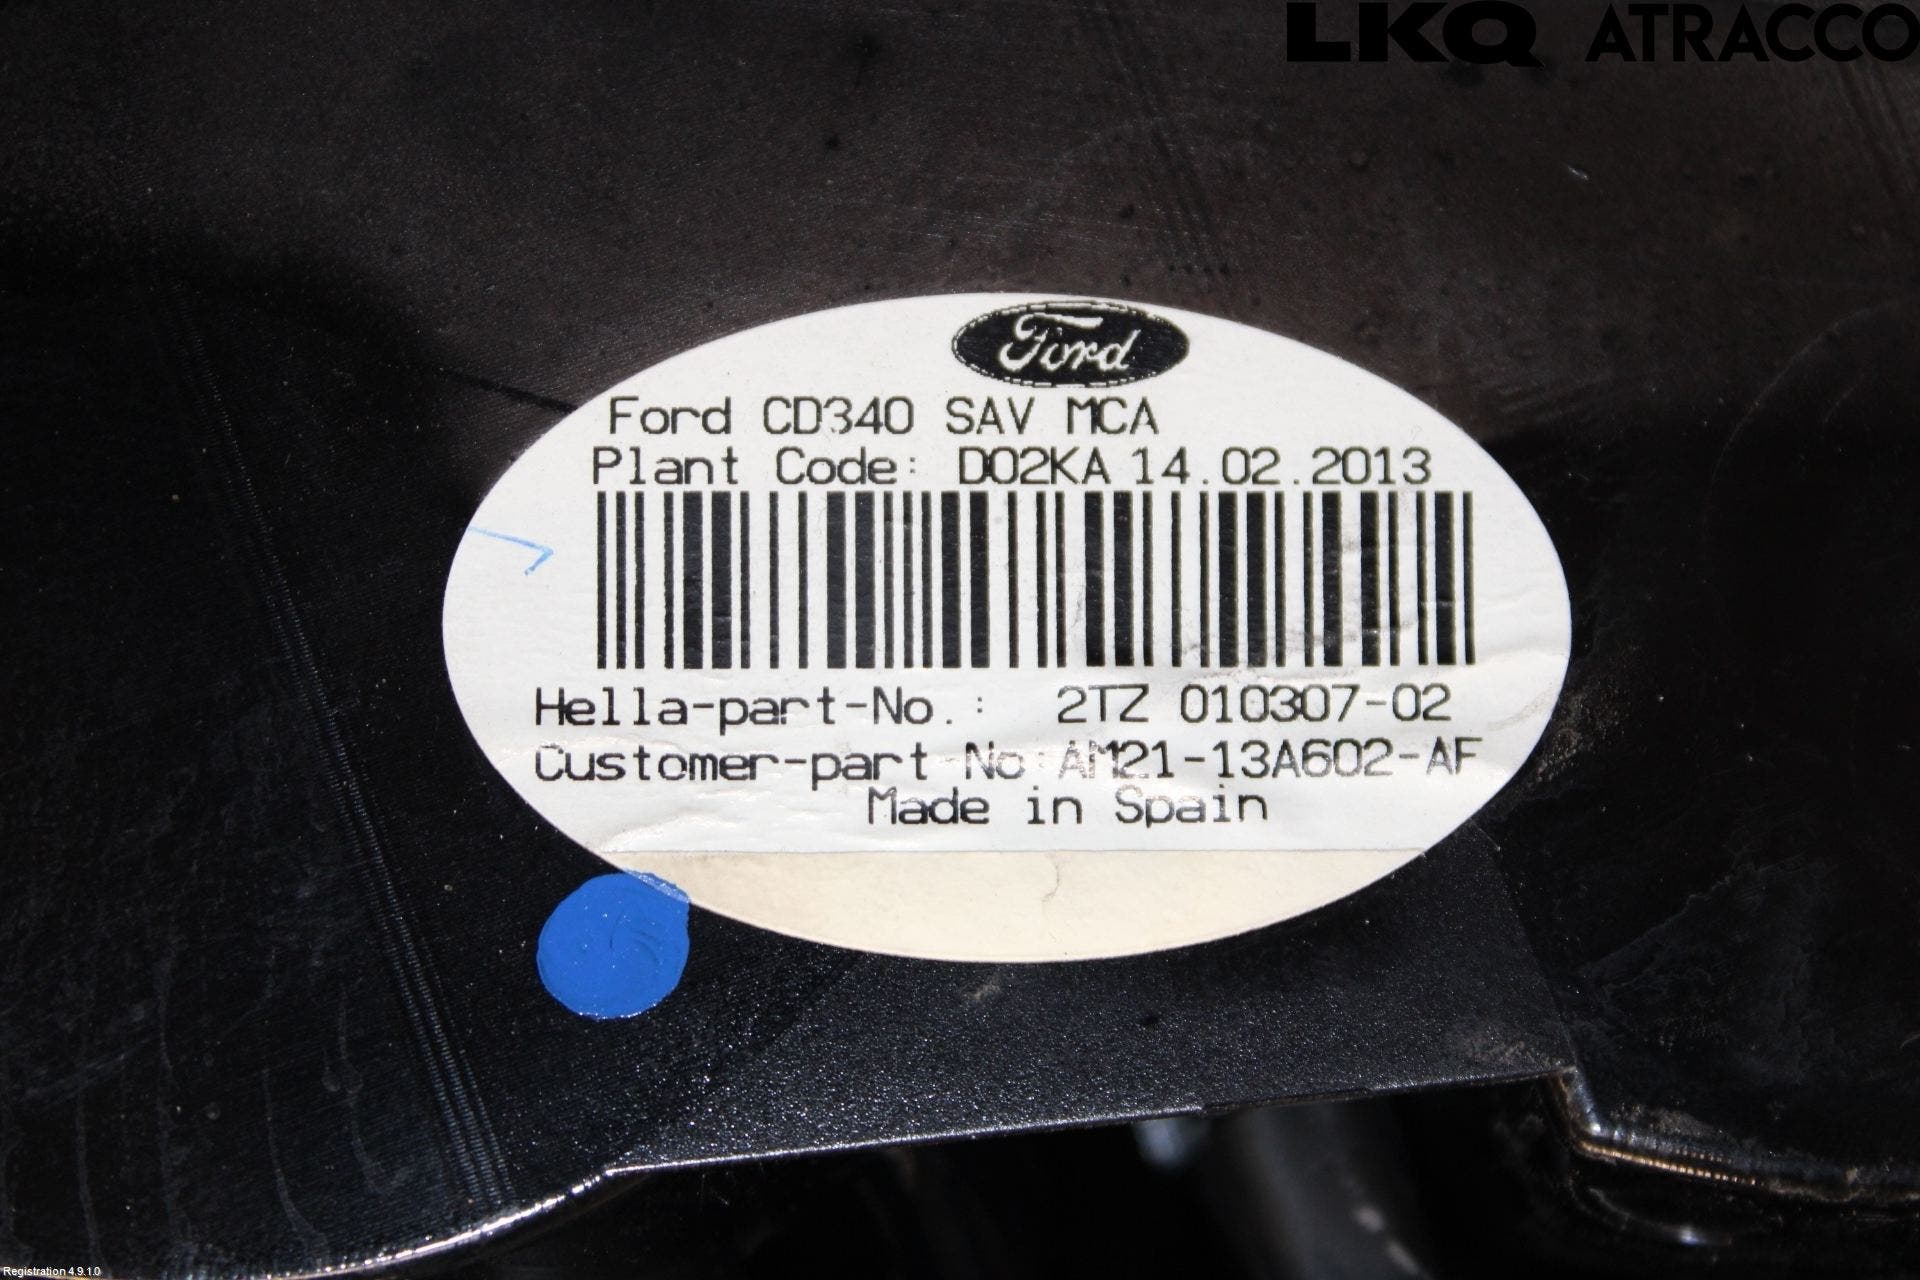 LKQ ATRACCO
Ford
Ford CD340 SAV MCA
Plant Code: D02KA 14.02.2013
Hella-part-No.: 2TZ 010307-02
Customer-part-No:AM21-13A602-AF
Made in Spain
Registration 4.9.1.0